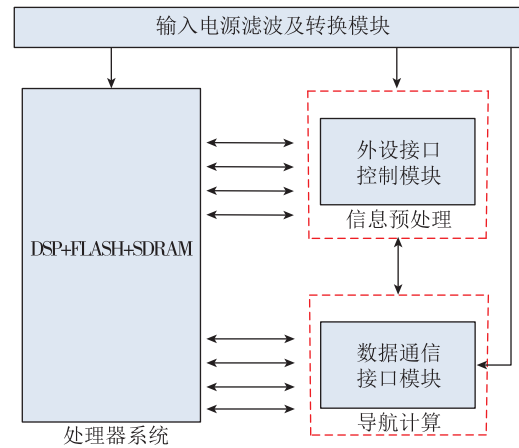 输入电源滤波及转换模块
外设接口
控制模块
信息预处理
DSP+FLASH+SDRAM
数据通信
接口模块
导航计算
处理器系统